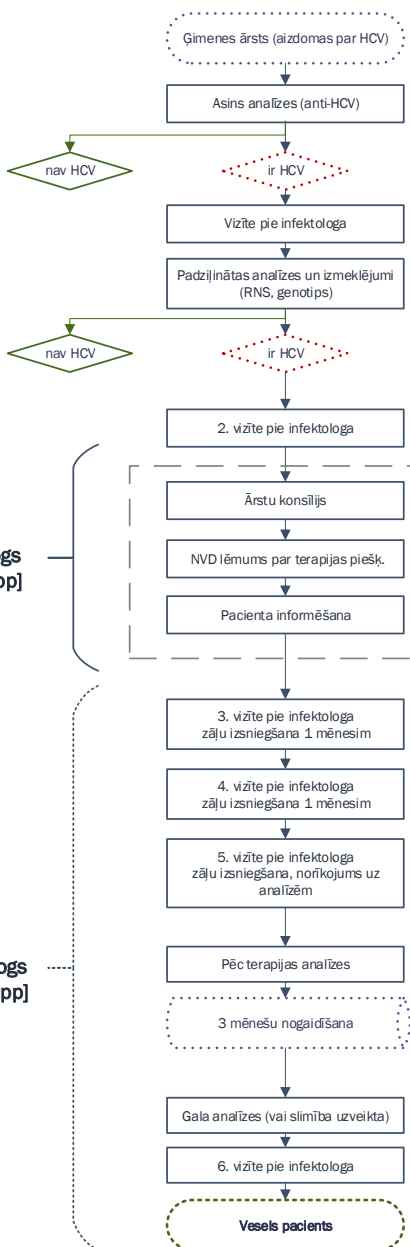 Ģimenes ārsts (aizdomas par HCV)
Asins analīzes (anti-HCV)
nav HCV
ir HCV
Vizīte pie infektologa
Padziļinātas analīzes un izmeklējumi
(RNS, genotips)
nav HCV
ir HCV
2. vizīte pie infektologa
Ārstu konsīlijs
NVD lēmums par terapijas piešķ.
Pacienta informēšana
3. vizīte pie infektologa
zāļu izsniegšana 1 mēnesim
4. vizīte pie infektologa
zāļu izsniegšana 1 mēnesim
5. vizīte pie infektologa
zāļu izsniegšana, norīkojums uz
analīzēm
Pēc terapijas analīzes
3 mēnešu nogaidīšana
Gala analīzes (vai slimība uzveikta)
6. vizīte pie infektologa
Vesels pacients